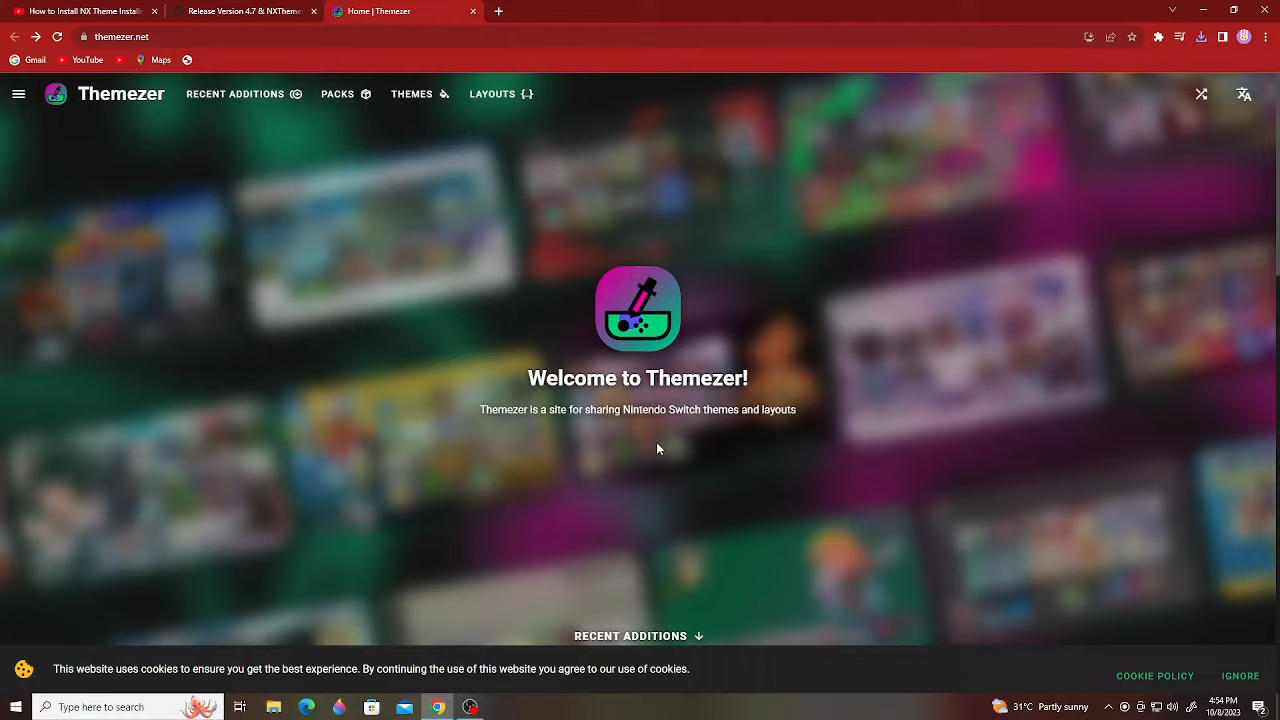 How to Install NX Theme Installe
Release Version 4.7 & NXTheme
Home | Themezer
themezer.net
Gmail
YouTube
Maps
Themezer
RECENT ADDITIONS
PACKS
THEMES
LAYOUTS
Welcome to Themezer!
Themezer is a site for sharing Nintendo Switch themes and layouts
RECENT ADDITIONS
This website uses cookies to ensure you get the best experience. By continuing the use of this website you agree to our use of cookies.
COOKIE POLICY
IGNORE
Type here to search
31°C Partly sunny
4:54 PM
10/8/2023